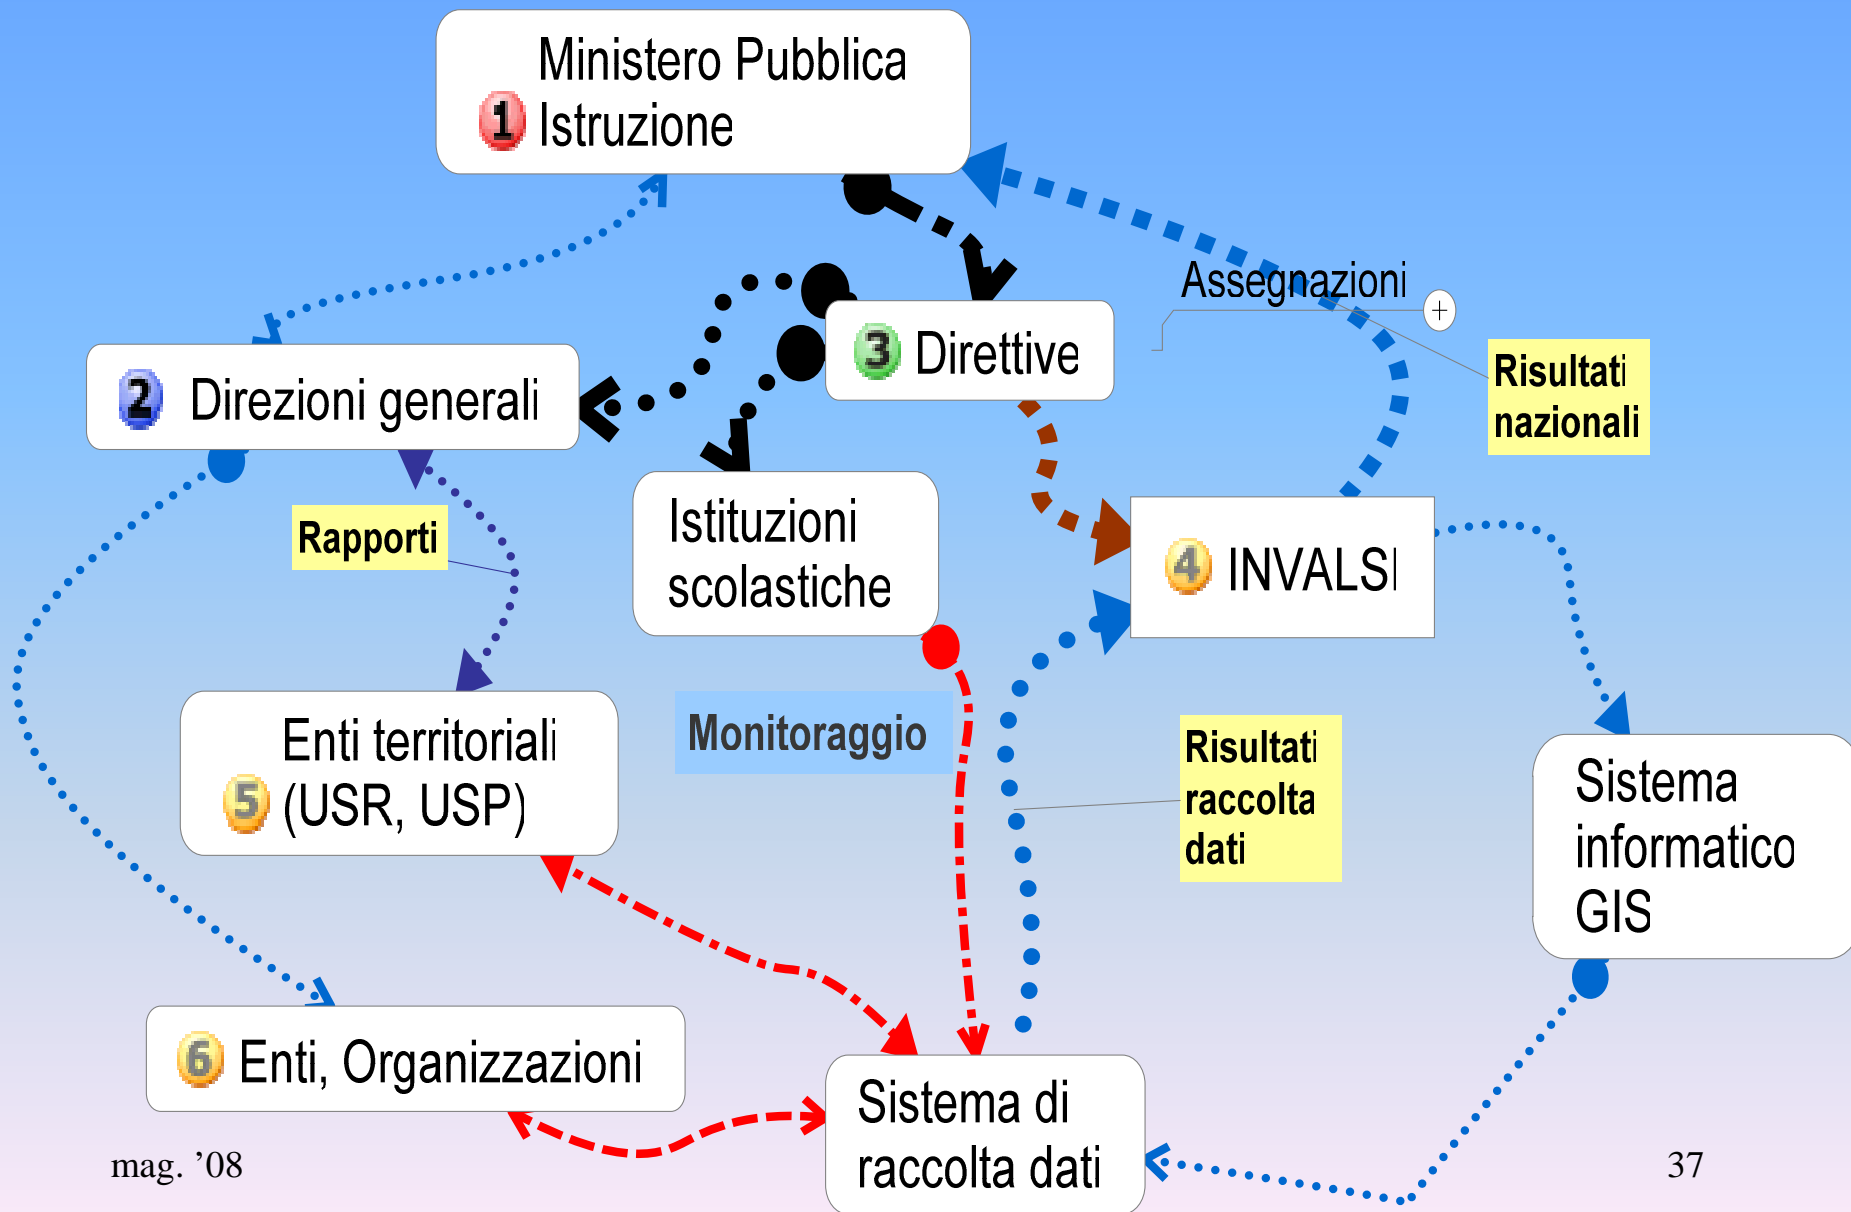 Ministero Pubblica
1 Istruzione
Assegnazioni
3 Direttive
Risultati
nazionali
2 Direzioni generali
Rapporti
Istituzioni
scolastiche
4 INVALSI
Enti territoriali
5 (USR, USP)
Monitoraggio
Risultati
raccolta
dati
Sistema
informatico
GIS
6 Enti, Organizzazioni
Sistema di
raccolta dati
mag. ’08
37